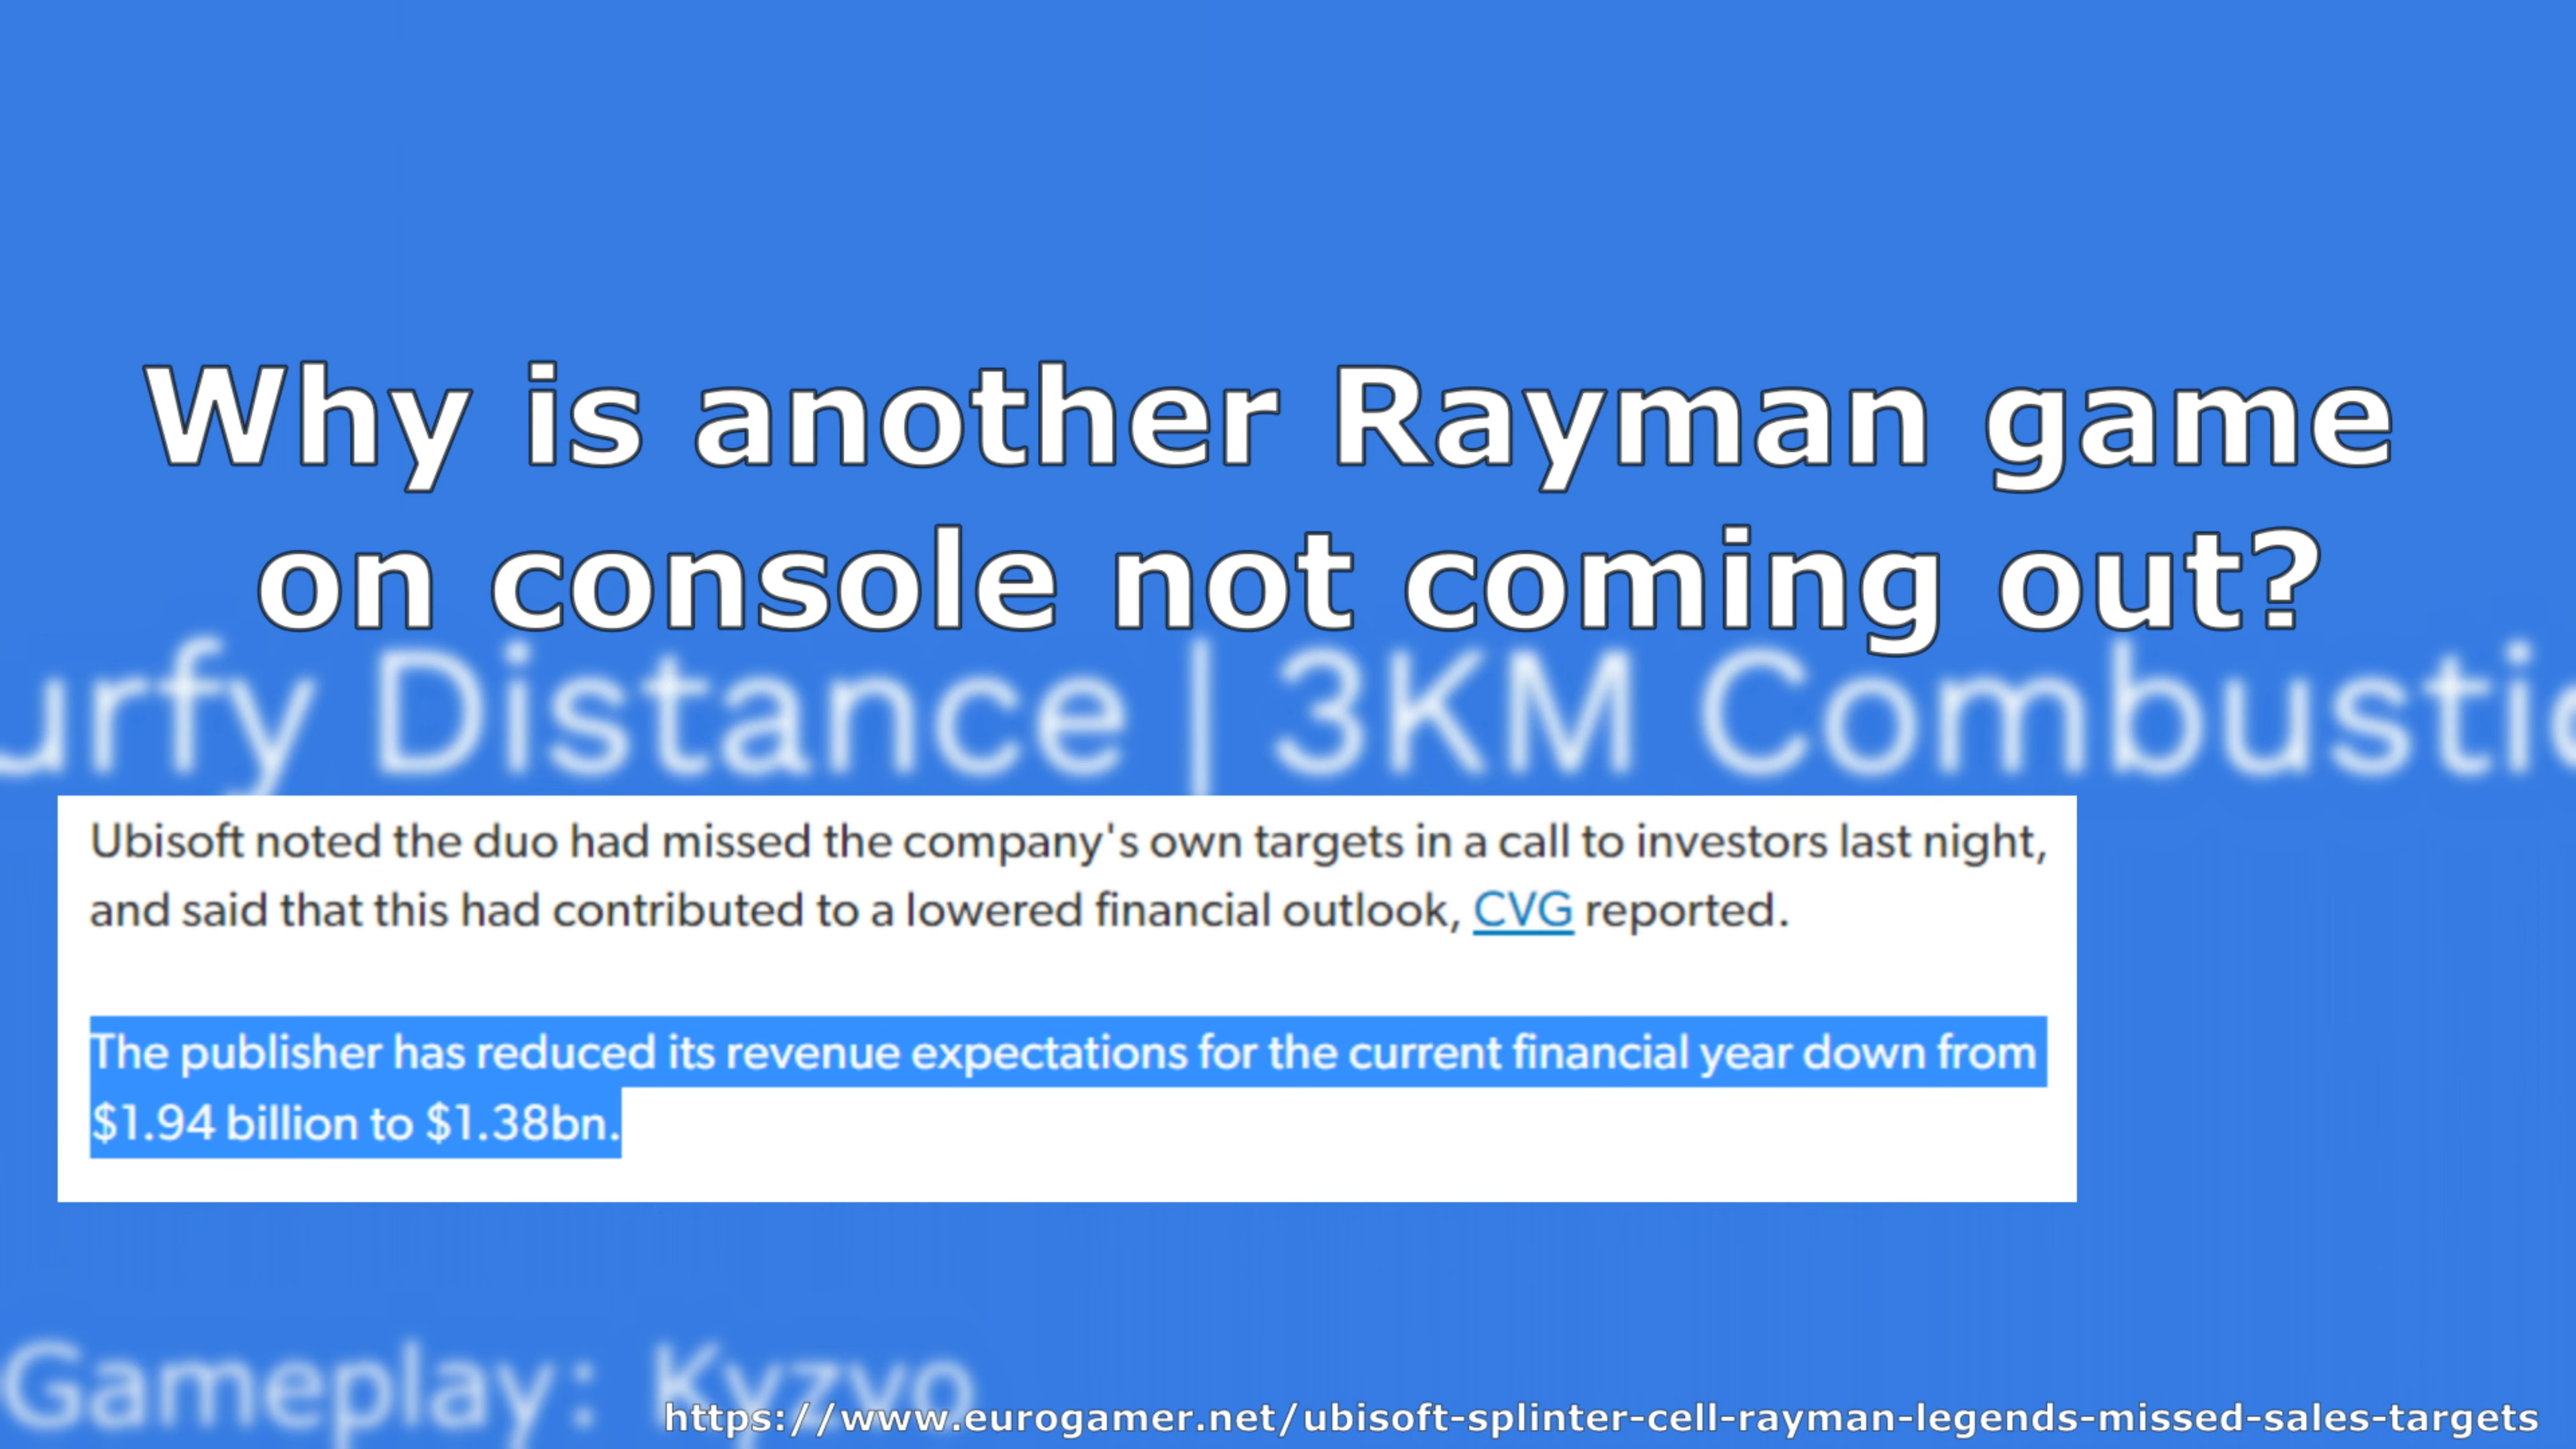 Why is another Rayman game
on console not coming out?
urfy Distance | 3KM Combustio
Ubisoft noted the duo had missed the company's own targets in a call to investors last night,
and said that this had contributed to a lowered financial outlook, CVG reported.
The publisher has reduced its revenue expectations for the current financial year down from
$1.94 billion to $1.38bn.
Gameplay: Kyzyo
https://www.eurogamer.net/ubisoft-splinter-cell-rayman-legends-missed-sales-targets